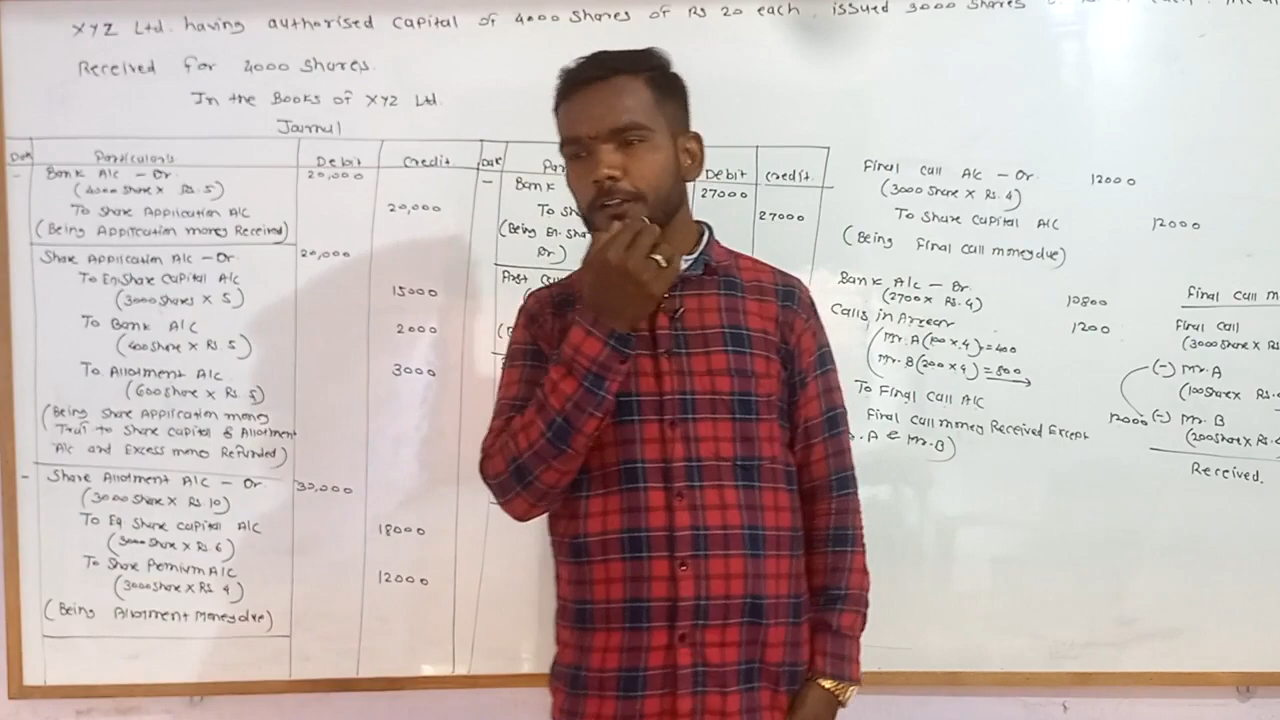 XYZ Ltd. having authorised capital of 4000 shares of Rs 20 each, issued 3000 shares
Received for 4000 shares.
In the Books of XYZ Ltd.
Journal
Date Particulars Debit Credit
Bank A/c - Dr. 20,000
(4000 share x Rs. 5)
To Share Application A/c 20,000
(Being Application money Received)
Share Application A/c - Dr. 20,000
To Eq. Share Capital A/c
(3000 shares x 5) 15000
To Bank A/c 2000
(400 share x Rs. 5)
To Allotment A/c 3000
(600 share x Rs. 5)
(Being Share Application money
Traf to Share Capital & Allotment
A/c and Excess money Refunded)
- Share Allotment A/c - Dr. 30,000
(3000 share x Rs. 10)
To Eq. Share Capital A/c 18000
(3000 share x Rs. 6)
To Share Premium A/c 12000
(3000 share x Rs. 4)
(Being Allotment Money due)
Date Par Debit Credit.
- Bank 27000
To sh 27000
(Being Eq. sha
Dr)
Final call A/c - Dr. 12000
(3000 share x Rs. 4)
To Share Capital A/c 12000
(Being Final call money due)
Bank A/c - Dr. 10800
(2700 x Rs. 4)
Calls in Arrear 1200
(Mr. A (100 x 4) = 400
Mr. B (200 x 4) = 800
To Final call A/c 12000
Final call money Received Except
. A & Mr. B)
Final call m
Final call
(3000 share x Rs
(-) Mr. A
(100 share x Rs.
(-) Mr. B
(200 share x Rs.
Received.